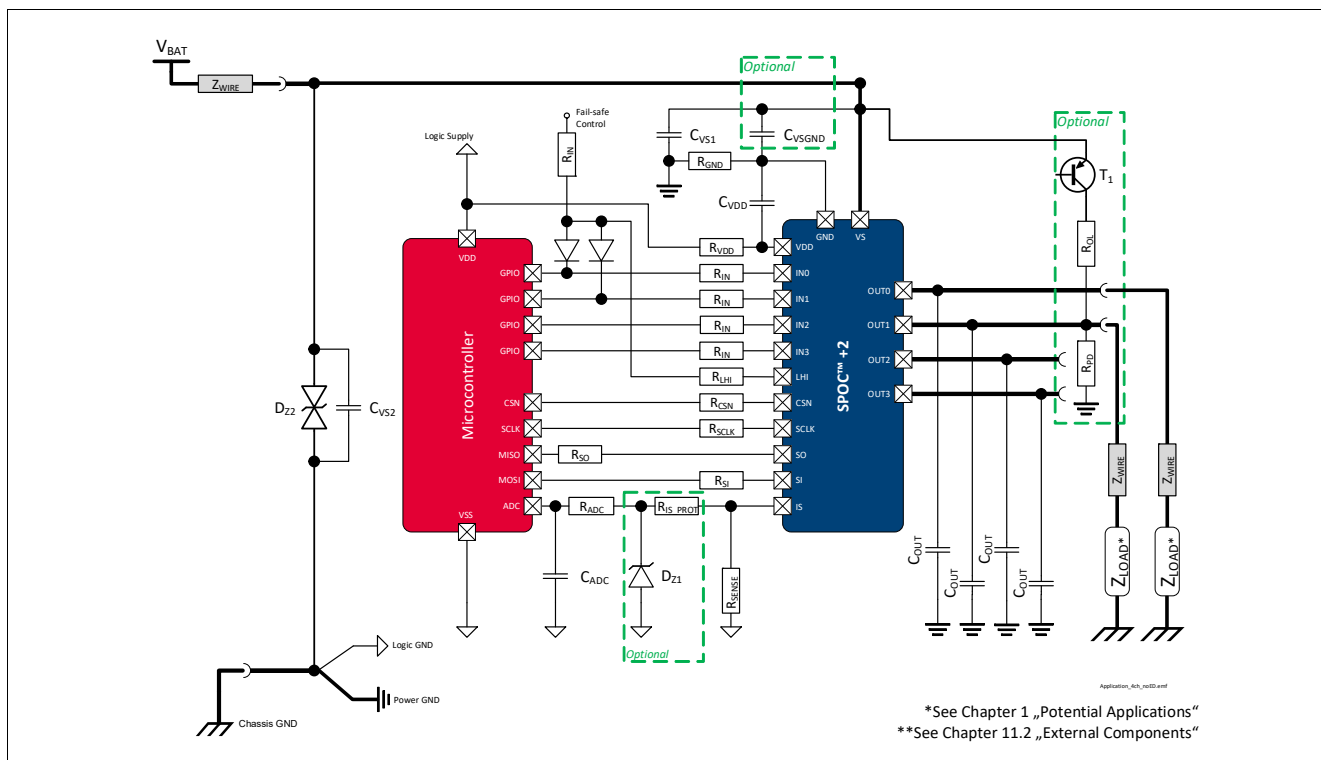 VBAT
ZWIRE
Optional
Fail-safe
Control
Logic Supply
RIN
CVS1
CVSGND
RGND
CVDD
Optional
T1
ROL
RPD
VDD
GPIO
GPIO
GPIO
GPIO
CSN
SCLK
MISO
MOSI
ADC
VSS
Microcontroller
RVDD
RIN
RIN
RIN
RIN
RLHI
RCSN
RSCLK
RSO
RSI
RADC
RIS_PROT
GND
VS
VDD
IN0
IN1
IN2
IN3
LHI
CSN
SCLK
SO
SI
IS
SPOC™ +2
OUT0
OUT1
OUT2
OUT3
DZ2
CVS2
CADC
DZ1
RSENSE
Optional
COUT
COUT
COUT
COUT
ZWIRE
ZWIRE
ZLOAD*
ZLOAD*
Logic GND
Power GND
Chassis GND
Application_4ch_noED.emf
*See Chapter 1 „Potential Applications“
**See Chapter 11.2 „External Components“